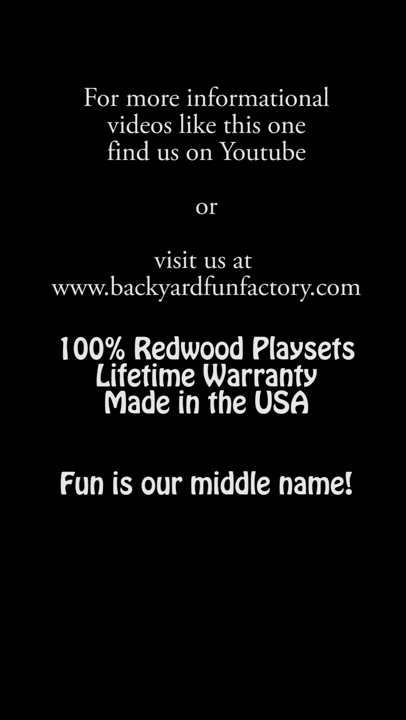 For more informational
videos like this one
find us on Youtube
or
visit us at
www.backyardfunfactory.com
100% Redwood Playsets
Lifetime Warranty
Made in the USA
Fun is our middle name!